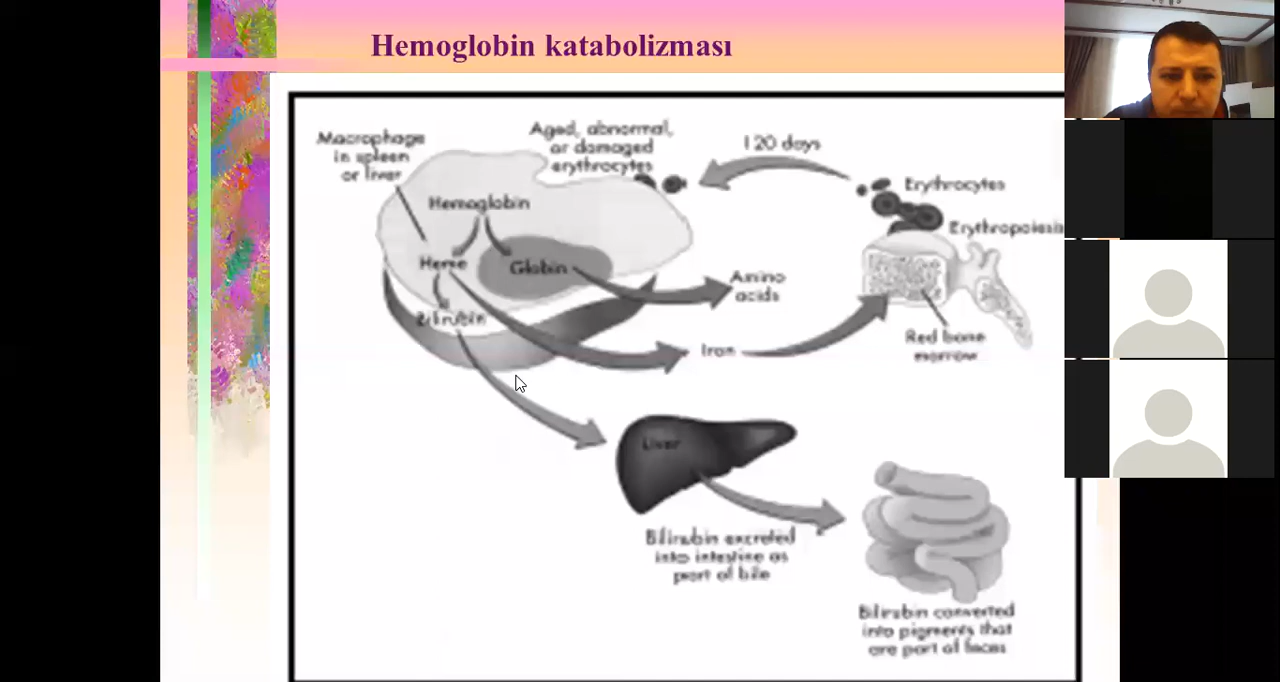 Hemoglobin katabolizması
Macrophage
in spleen
or liver
Aged, abnormal,
or damaged
erythrocytes
120 days
Erythrocytes
Erythropoiesis
Hemoglobin
Heme
Globin
Amino
acids
Bilirubin
Iron
Red bone
marrow
Liver
Bilirubin excreted
into intestine as
part of bile
Bilirubin converted
into pigments that
are part of feces